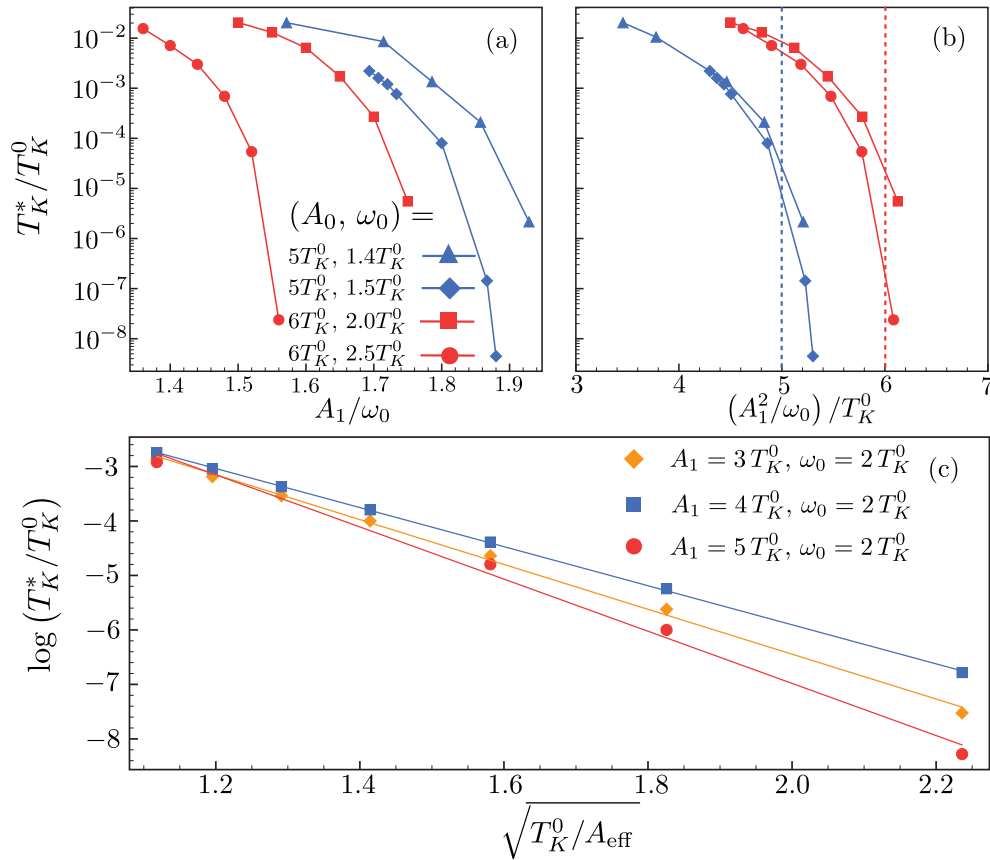 (a)
(b)
T*_K/T^0_K
10^−2
10^−3
10^−4
10^−5
10^−6
10^−7
10^−8
(A_0, ω_0) =
5T^0_K, 1.4T^0_K
5T^0_K, 1.5T^0_K
6T^0_K, 2.0T^0_K
6T^0_K, 2.5T^0_K
1.4 1.5 1.6 1.7 1.8 1.9
A_1/ω_0
3 4 5 6 7
(A_1^2/ω_0)/T^0_K
(c)
log (T*_K/T^0_K)
−3
−4
−5
−6
−7
−8
A_1 = 3 T^0_K, ω_0 = 2 T^0_K
A_1 = 4 T^0_K, ω_0 = 2 T^0_K
A_1 = 5 T^0_K, ω_0 = 2 T^0_K
1.2 1.4 1.6 1.8 2.0 2.2
√(T^0_K/A_eff)